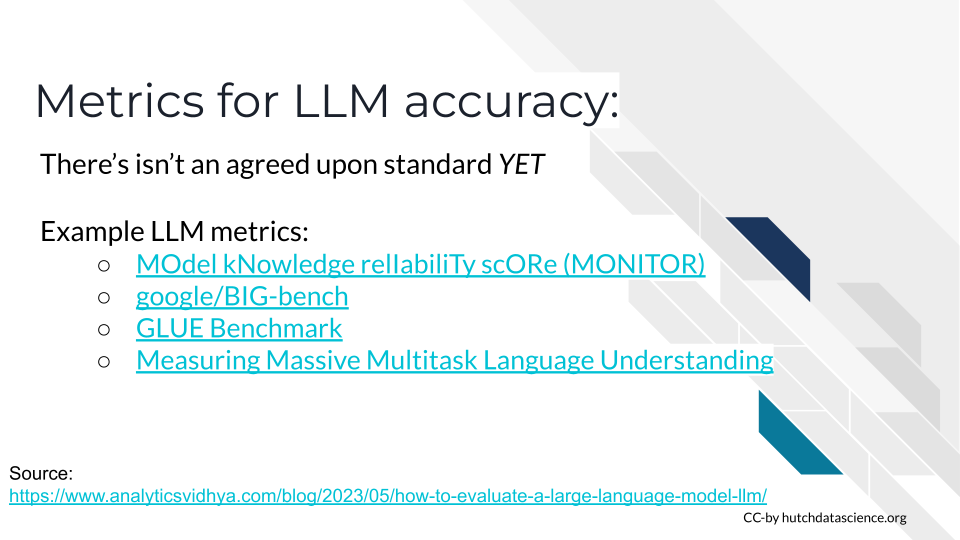 Metrics for LLM accuracy:
There's isn't an agreed upon standard YET
Example LLM metrics:
○ MOdel kNowledge relIabiliTy scORe (MONITOR)
○ google/BIG-bench
○ GLUE Benchmark
○ Measuring Massive Multitask Language Understanding
Source:
https://www.analyticsvidhya.com/blog/2023/05/how-to-evaluate-a-large-language-model-llm/
CC-by hutchdatascience.org